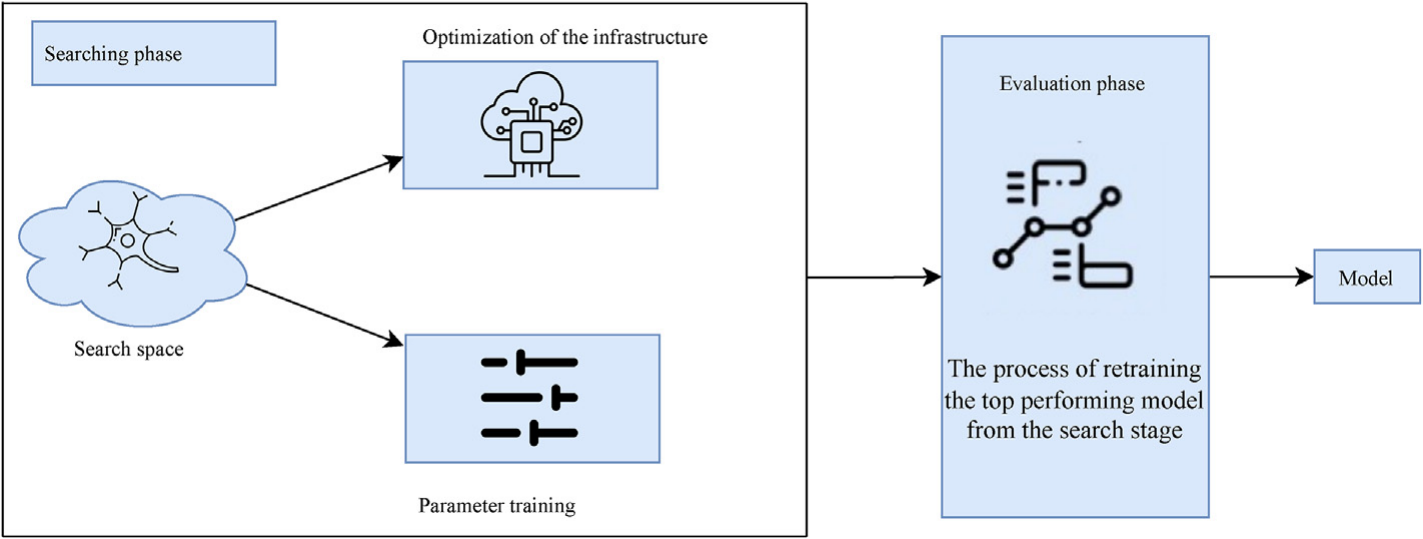 Searching phase
Optimization of the infrastructure
Search space
Parameter training
Evaluation phase
The process of retraining
the top performing model
from the search stage
Model